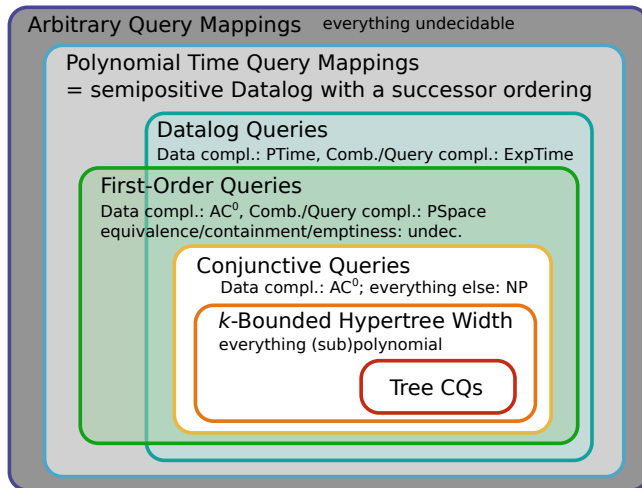 Arbitrary Query Mappings everything undecidable
Polynomial Time Query Mappings
= semipositive Datalog with a successor ordering
Datalog Queries
Data compl.: PTime, Comb./Query compl.: ExpTime
First-Order Queries
Data compl.: AC⁰, Comb./Query compl.: PSpace
equivalence/containment/emptiness: undec.
Conjunctive Queries
Data compl.: AC⁰; everything else: NP
k-Bounded Hypertree Width
everything (sub)polynomial
Tree CQs